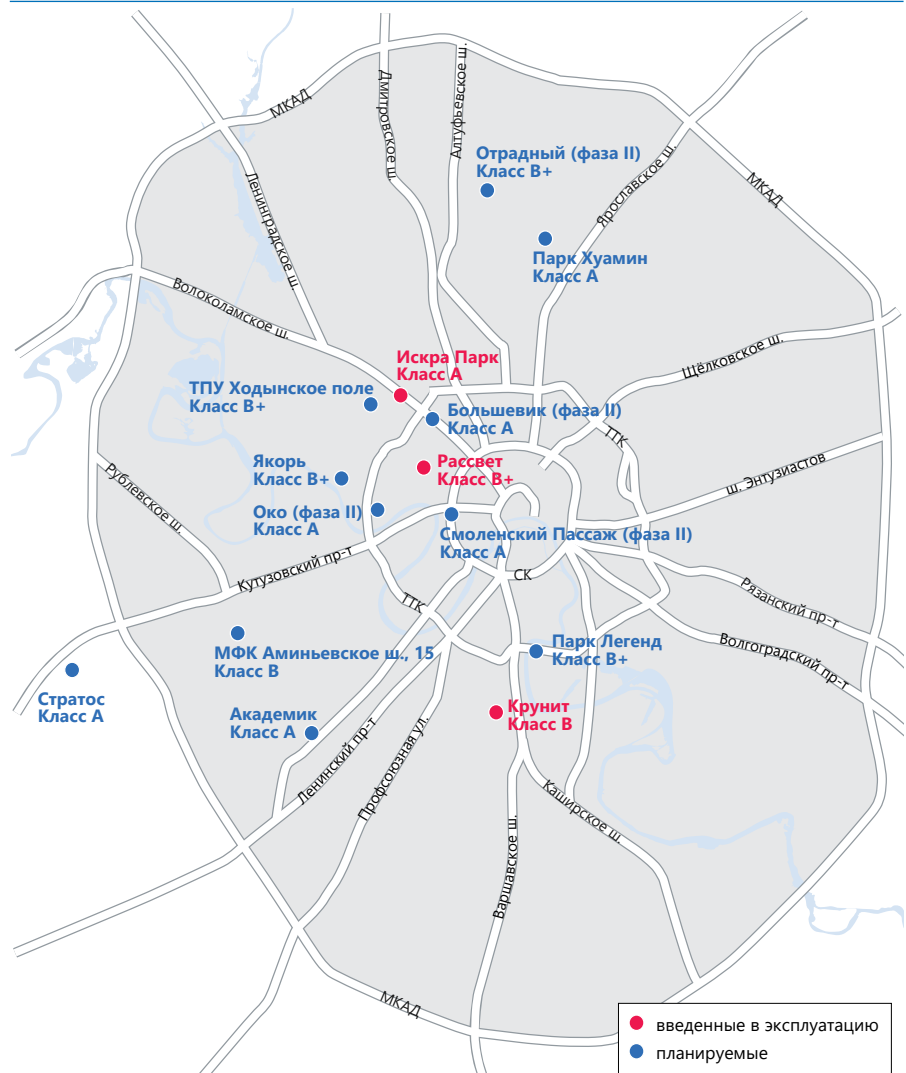 МКАД
Дмитровское ш.
Алтуфьевское ш.
Отрадный (фаза II)
Класс B+
Ярославское ш.
МКАД
Ленинградское ш.
Парк Хуамин
Класс А
Волоколамское ш.
Щёлковское ш.
Искра Парк
Класс А
ТПУ Ходынское поле
Класс B+
Большевик (фаза II)
Класс А
ТТК
Рассвет
Класс B+
Якорь
Класс B+
ш. Энтузиастов
Рублевское ш.
Око (фаза II)
Класс А
Смоленский Пассаж (фаза II)
Класс А
Кутузовский пр-т
СК
ТТК
Рязанский пр-т
Волгоградский пр-т
МФК Аминьевское ш., 15
Класс B
Парк Легенд
Класс B+
Стратос
Класс А
Академик
Класс А
Крунит
Класс B
Ленинский пр-т
Профсоюзная ул.
Каширское ш.
Варшавское ш.
МКАД
введенные в эксплуатацию
планируемые